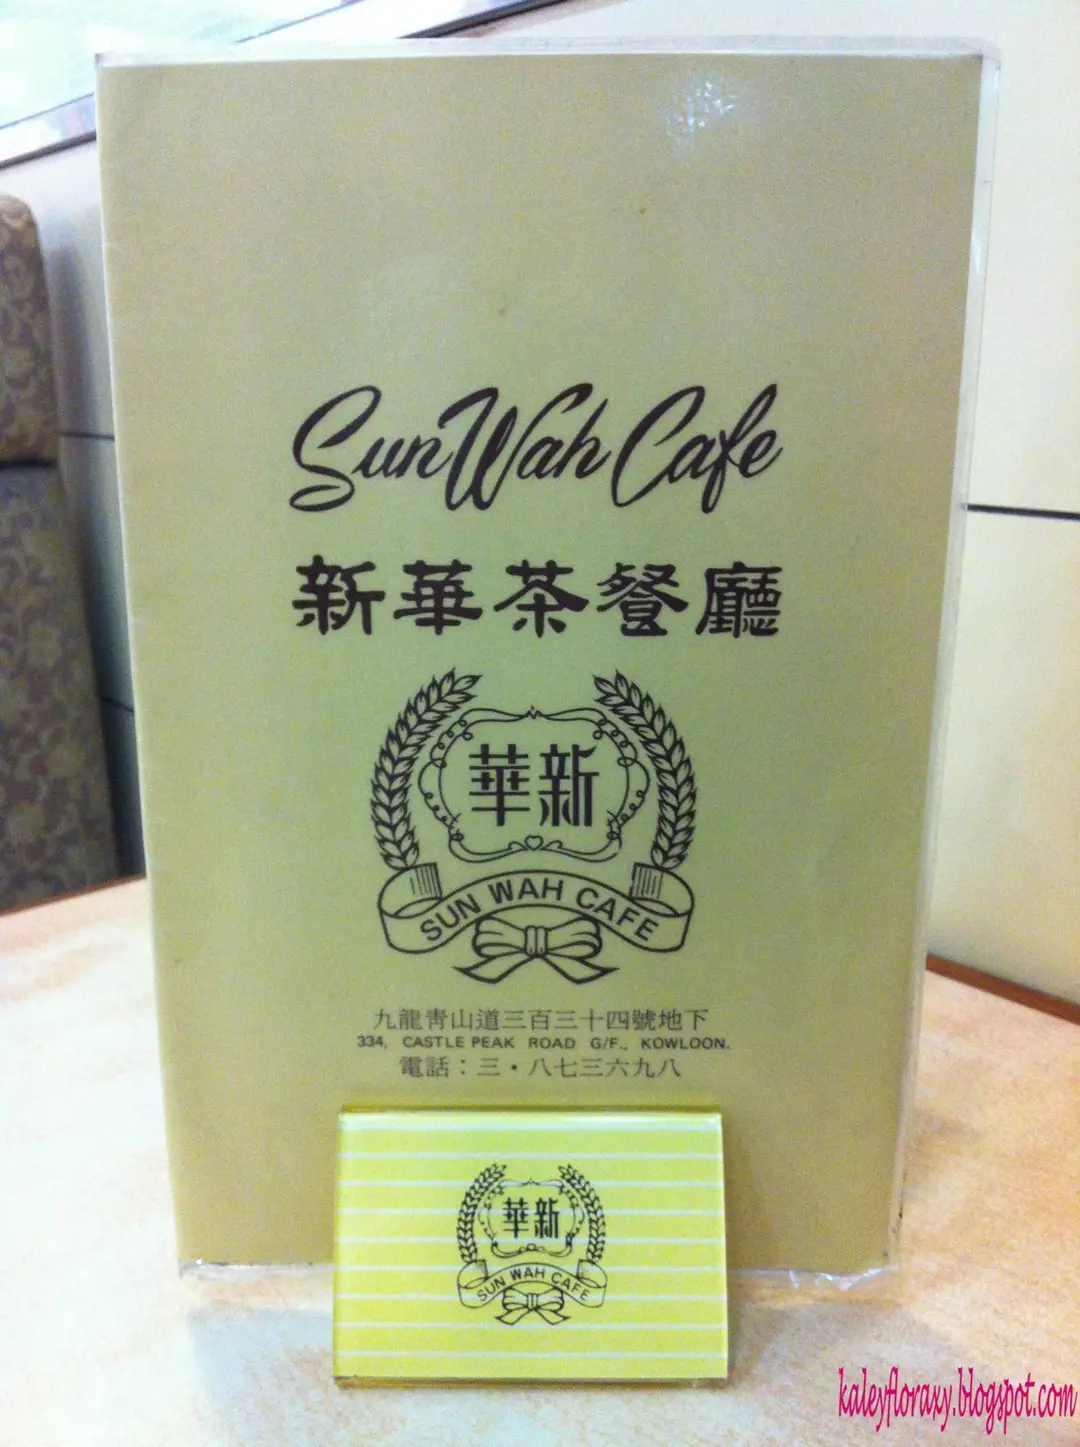 Sun Wah Cafe
新華茶餐廳
華新
SUN WAH CAFE
九龍青山道三百三十四號地下
334, CASTLE PEAK ROAD G/F., KOWLOON.
電話：三・八七三六九八
華新
SUN WAH CAFE
kaleyfloraxy.blogspot.com